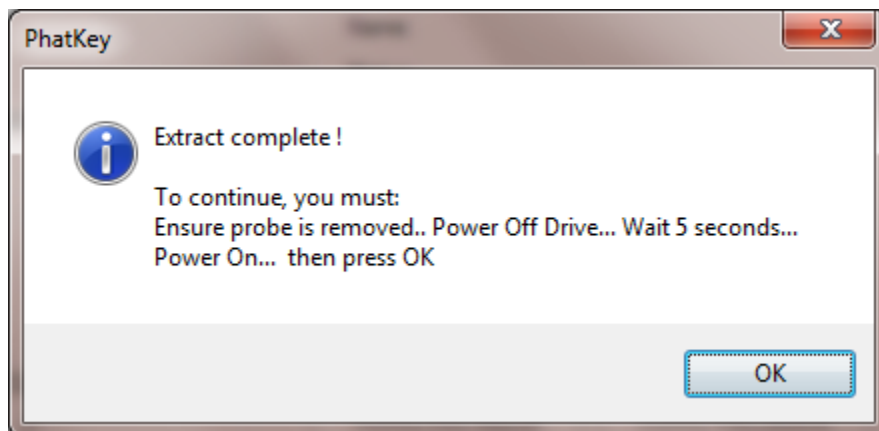 PhatKey
Extract complete !
To continue, you must:
Ensure probe is removed.. Power Off Drive... Wait 5 seconds...
Power On... then press OK
OK